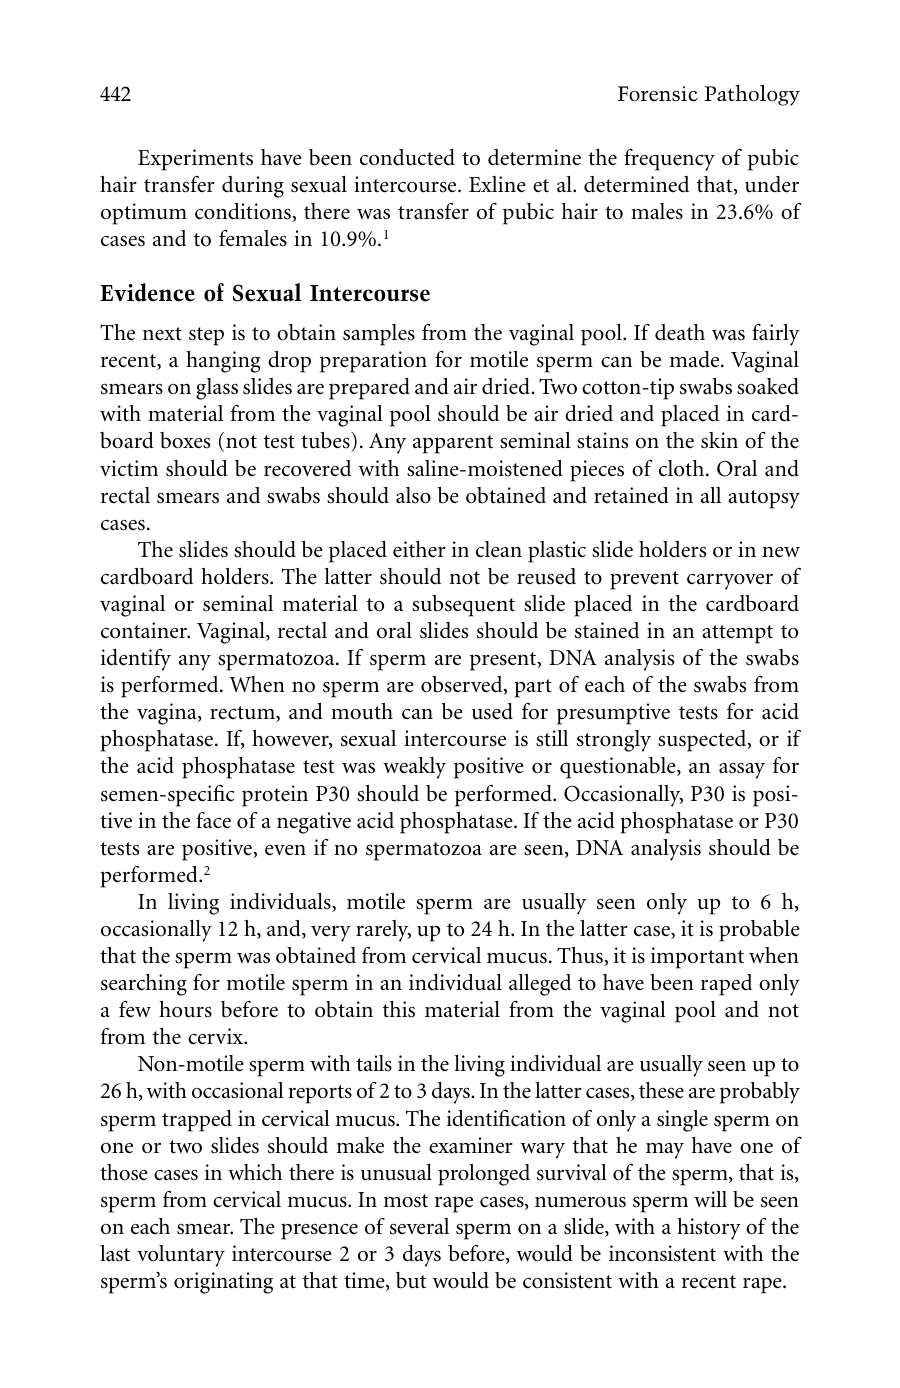 442 Forensic Pathology
Experiments have been conducted to determine the frequency of pubic
hair transfer during sexual intercourse. Exline et al. determined that, under
optimum conditions, there was transfer of pubic hair to males in 23.6% of
cases and to females in 10.9%.¹
Evidence of Sexual Intercourse
The next step is to obtain samples from the vaginal pool. If death was fairly
recent, a hanging drop preparation for motile sperm can be made. Vaginal
smears on glass slides are prepared and air dried. Two cotton-tip swabs soaked
with material from the vaginal pool should be air dried and placed in card-
board boxes (not test tubes). Any apparent seminal stains on the skin of the
victim should be recovered with saline-moistened pieces of cloth. Oral and
rectal smears and swabs should also be obtained and retained in all autopsy
cases.
The slides should be placed either in clean plastic slide holders or in new
cardboard holders. The latter should not be reused to prevent carryover of
vaginal or seminal material to a subsequent slide placed in the cardboard
container. Vaginal, rectal and oral slides should be stained in an attempt to
identify any spermatozoa. If sperm are present, DNA analysis of the swabs
is performed. When no sperm are observed, part of each of the swabs from
the vagina, rectum, and mouth can be used for presumptive tests for acid
phosphatase. If, however, sexual intercourse is still strongly suspected, or if
the acid phosphatase test was weakly positive or questionable, an assay for
semen-specific protein P30 should be performed. Occasionally, P30 is posi-
tive in the face of a negative acid phosphatase. If the acid phosphatase or P30
tests are positive, even if no spermatozoa are seen, DNA analysis should be
performed.²
In living individuals, motile sperm are usually seen only up to 6 h,
occasionally 12 h, and, very rarely, up to 24 h. In the latter case, it is probable
that the sperm was obtained from cervical mucus. Thus, it is important when
searching for motile sperm in an individual alleged to have been raped only
a few hours before to obtain this material from the vaginal pool and not
from the cervix.
Non-motile sperm with tails in the living individual are usually seen up to
26 h, with occasional reports of 2 to 3 days. In the latter cases, these are probably
sperm trapped in cervical mucus. The identification of only a single sperm on
one or two slides should make the examiner wary that he may have one of
those cases in which there is unusual prolonged survival of the sperm, that is,
sperm from cervical mucus. In most rape cases, numerous sperm will be seen
on each smear. The presence of several sperm on a slide, with a history of the
last voluntary intercourse 2 or 3 days before, would be inconsistent with the
sperm’s originating at that time, but would be consistent with a recent rape.